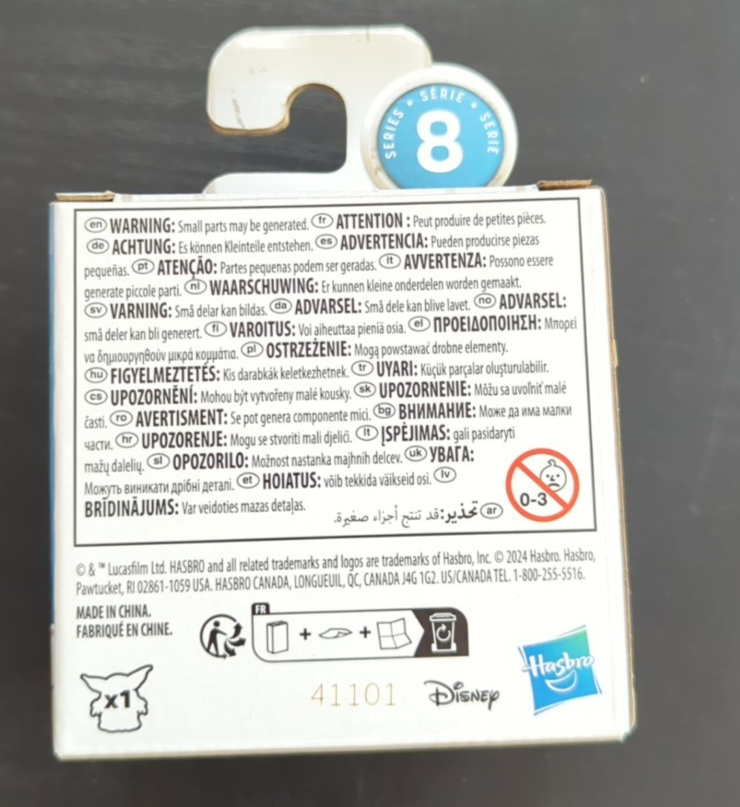 SERIES • SÉRIE • SERIE
8
en WARNING: Small parts may be generated. fr ATTENTION : Peut produire de petites pièces.
de ACHTUNG: Es können Kleinteile entstehen. es ADVERTENCIA: Pueden producirse piezas
pequeñas. pt ATENÇÃO: Partes pequenas podem ser geradas. it AVVERTENZA: Possono essere
generate piccole parti. nl WAARSCHUWING: Er kunnen kleine onderdelen worden gemaakt.
sv VARNING: Små delar kan bildas. da ADVARSEL: Små dele kan blive lavet. no ADVARSEL:
små deler kan bli generert. fi VAROITUS: Voi aiheuttaa pieniä osia. el ΠΡΟΕΙΔΟΠΟΙΗΣΗ: Μπορεί
να δημιουργηθούν μικρά κομμάτια. pl OSTRZEŻENIE: Mogą powstawać drobne elementy.
hu FIGYELMEZTETÉS: Kis darabkák keletkezhetnek. tr UYARI: Küçük parçalar oluşturulabilir.
cs UPOZORNĚNÍ: Mohou být vytvořeny malé kousky. sk UPOZORNENIE: Môžu sa uvoľniť malé
časti. ro AVERTISMENT: Se pot genera componente mici. bg ВНИМАНИЕ: Може да има малки
части. hr UPOZORENJE: Mogu se stvoriti mali djelići. lt ĮSPĖJIMAS: gali pasidaryti
mažų dalelių. sl OPOZORILO: Možnost nastanka majhnih delcev. uk УВАГА:
Можуть виникати дрібні деталі. et HOIATUS: võib tekkida väikseid osi. lv
BRĪDINĀJUMS: Var veidoties mazas detaļas.
ar تحذير: قد تنتج أجزاء صغيرة.
0-3
© & ™ Lucasfilm Ltd. HASBRO and all related trademarks and logos are trademarks of Hasbro, Inc. © 2024 Hasbro. Hasbro,
Pawtucket, RI 02861-1059 USA. HASBRO CANADA, LONGUEUIL, QC, CANADA J4G 1G2. US/CANADA TEL. 1-800-255-5516.
MADE IN CHINA.
FABRIQUÉ EN CHINE.
FR
+ +
x1
41101
Disney
Hasbro